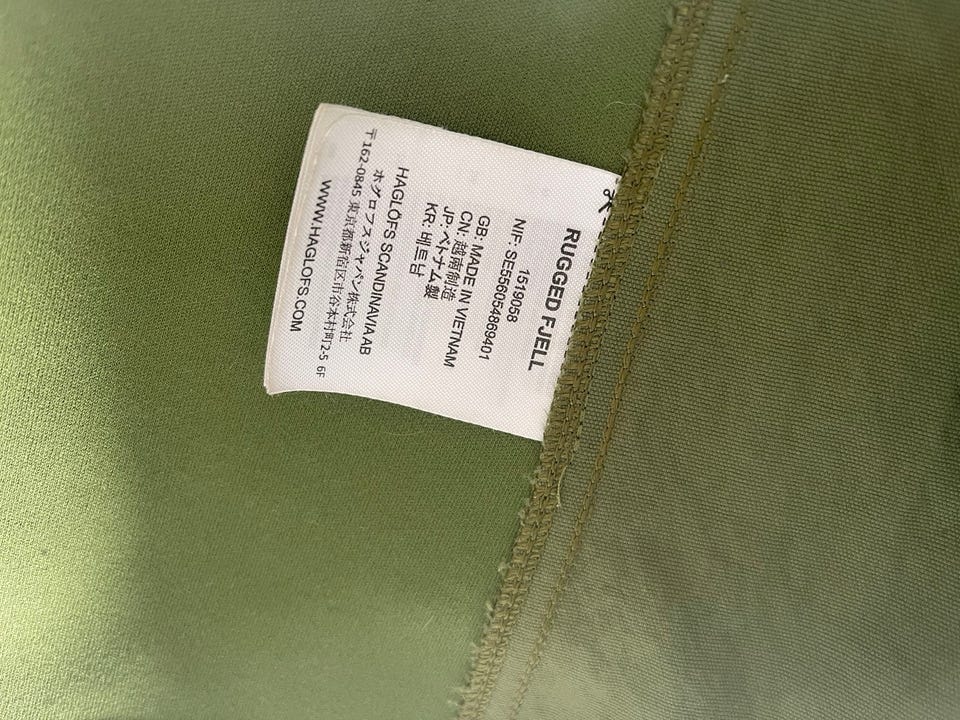 RUGGED FJELL
1519058
NIF: SE556054869401
GB: MADE IN VIETNAM
CN: 越南制造
JP: ベトナム製
KR: 베트남
HAGLÖFS SCANDINAVIA AB
ホグロフスジャパン株式会社
〒162-0845 東京都新宿区市谷本村町2-5 6F
WWW.HAGLOFS.COM